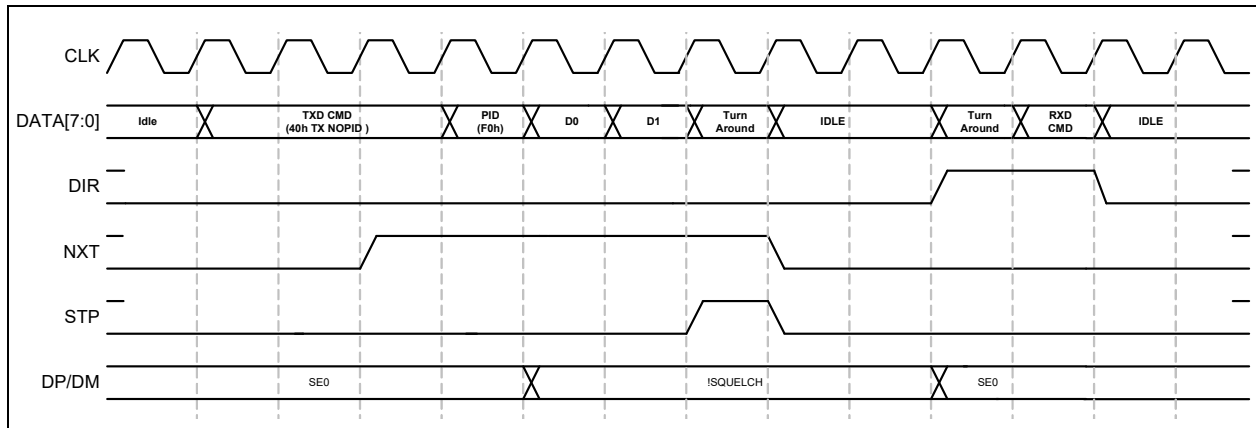 CLK
DATA[7:0]
Idle
TXD CMD
(40h TX NOPID )
PID
(F0h)
D0
D1
Turn
Around
IDLE
Turn
Around
RXD
CMD
IDLE
DIR
NXT
STP
DP/DM
SE0
!SQUELCH
SE0